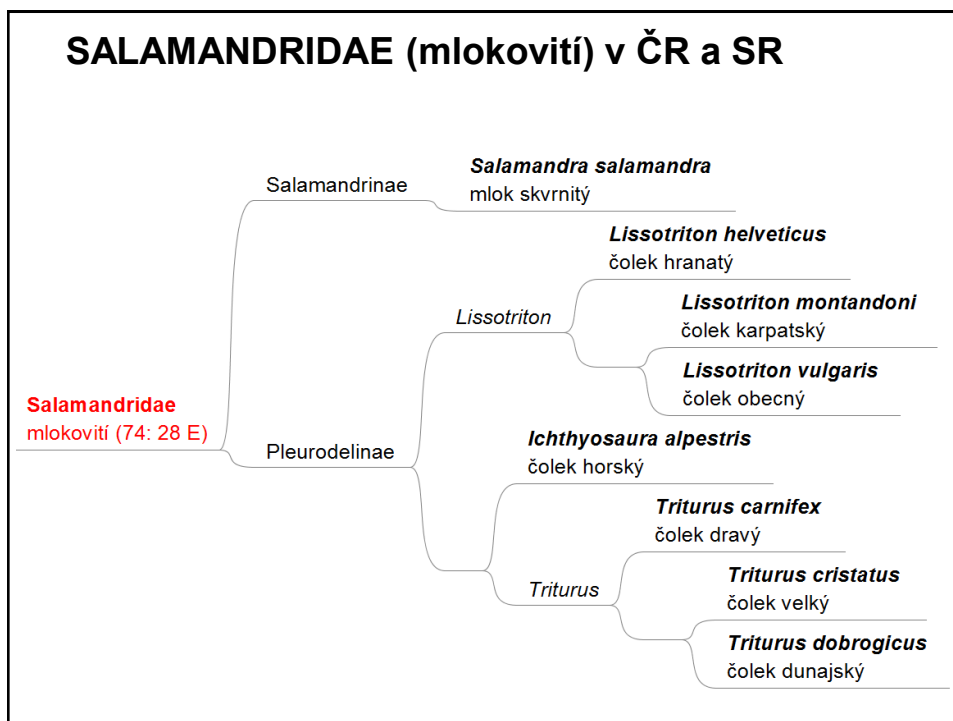 SALAMANDRIDAE (mlokovití) v ČR a SR
Salamandrinae
Salamandra salamandra
mlok skvrnitý
Lissotriton helveticus
čolek hranatý
Lissotriton
Lissotriton montandoni
čolek karpatský
Lissotriton vulgaris
čolek obecný
Salamandridae
mlokovití (74: 28 E)
Pleurodelinae
Ichthyosaura alpestris
čolek horský
Triturus carnifex
čolek dravý
Triturus
Triturus cristatus
čolek velký
Triturus dobrogicus
čolek dunajský